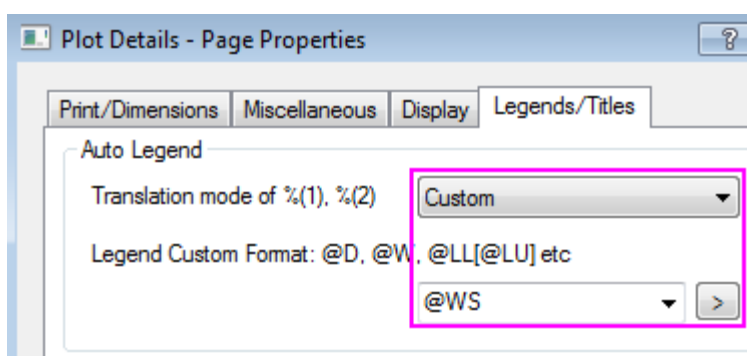 Plot Details - Page Properties
?
Print/Dimensions Miscellaneous Display Legends/Titles
Auto Legend
Translation mode of %(1), %(2) Custom
Legend Custom Format: @D, @W, @LL[@LU] etc
@WS >